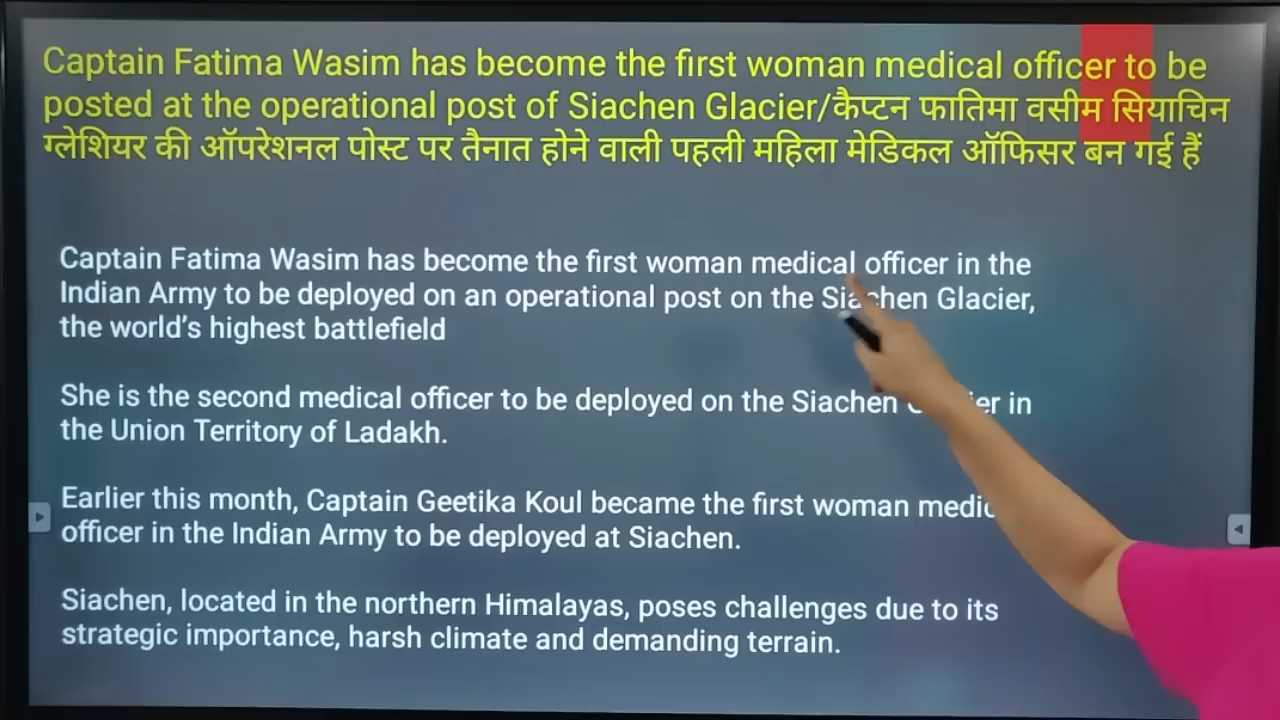 Captain Fatima Wasim has become the first woman medical officer to be
posted at the operational post of Siachen Glacier/कैप्टन फातिमा वसीम सियाचिन
ग्लेशियर की ऑपरेशनल पोस्ट पर तैनात होने वाली पहली महिला मेडिकल ऑफिसर बन गई हैं
Captain Fatima Wasim has become the first woman medical officer in the
Indian Army to be deployed on an operational post on the Siachen Glacier,
the world's highest battlefield
She is the second medical officer to be deployed on the Siachen in
the Union Territory of Ladakh.
Earlier this month, Captain Geetika Koul became the first woman
officer in the Indian Army to be deployed at Siachen.
Siachen, located in the northern Himalayas, poses challenges due to its
strategic importance, harsh climate and demanding terrain.